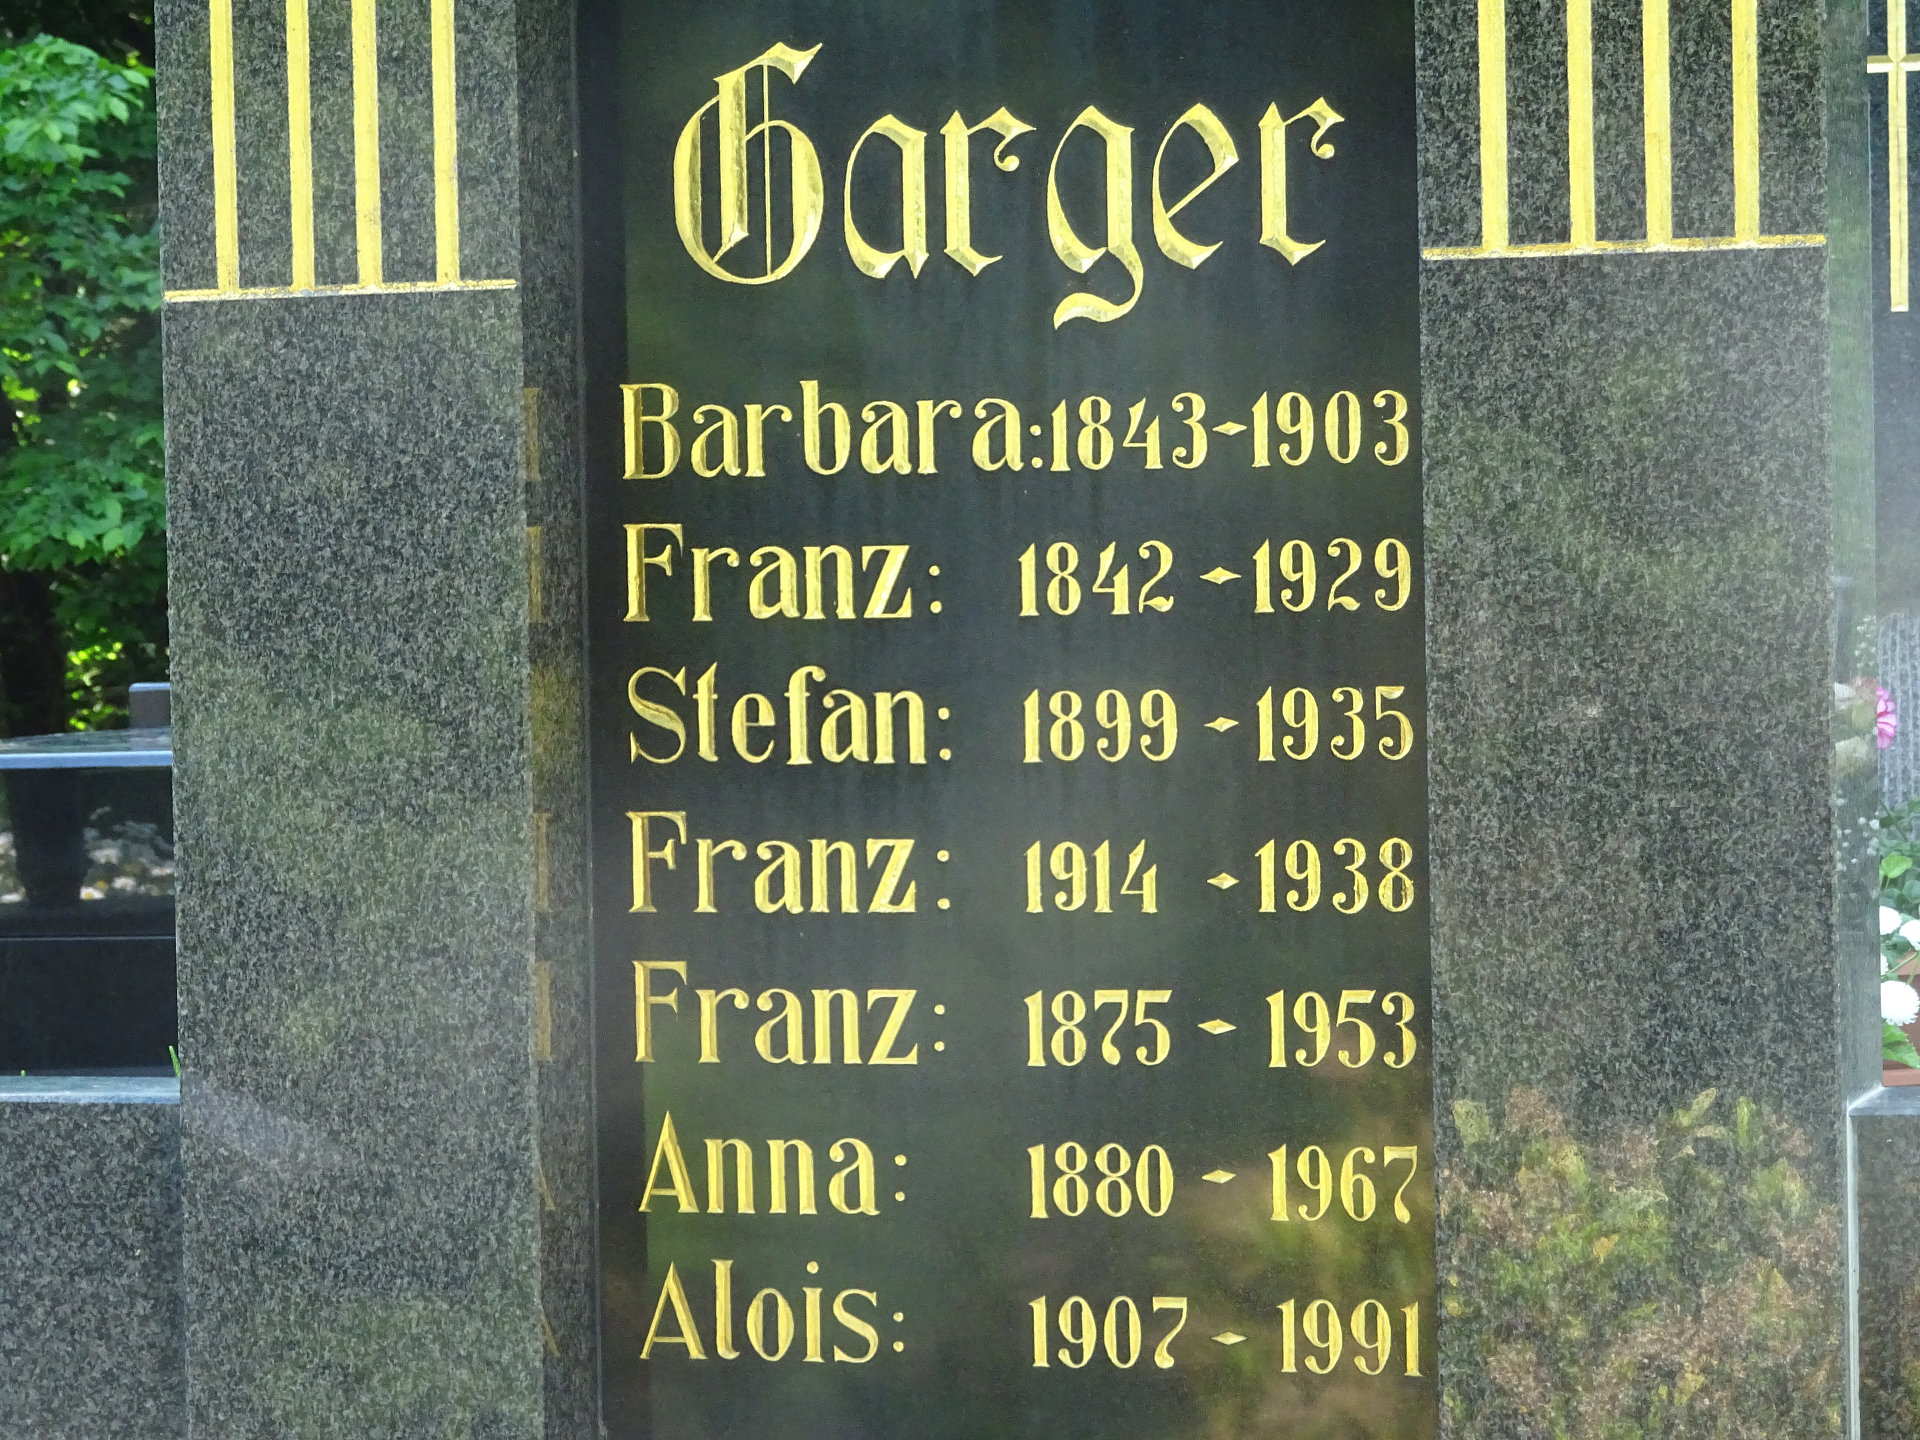 Garger
Barbara: 1843-1903
Franz: 1842-1929
Stefan: 1899-1935
Franz: 1914-1938
Franz: 1875-1953
Anna: 1880-1967
Alois: 1907-1991